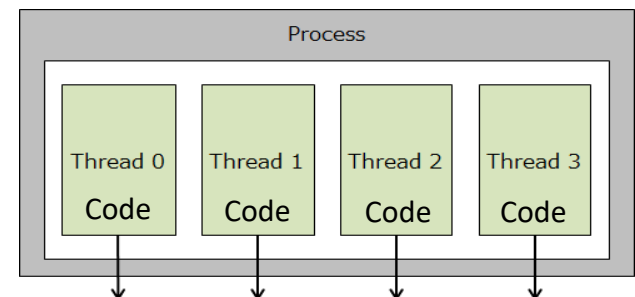 Process
Thread 0 Thread 1 Thread 2 Thread 3
Code Code Code Code